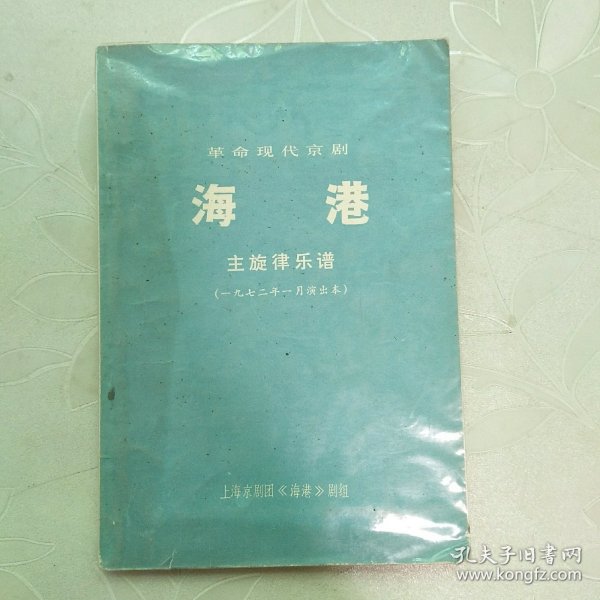 革命现代京剧
海港
主旋律乐谱
(一九七二年一月演出本)
上海京剧团《海港》剧组
孔夫子旧书网
www.kongfz.com